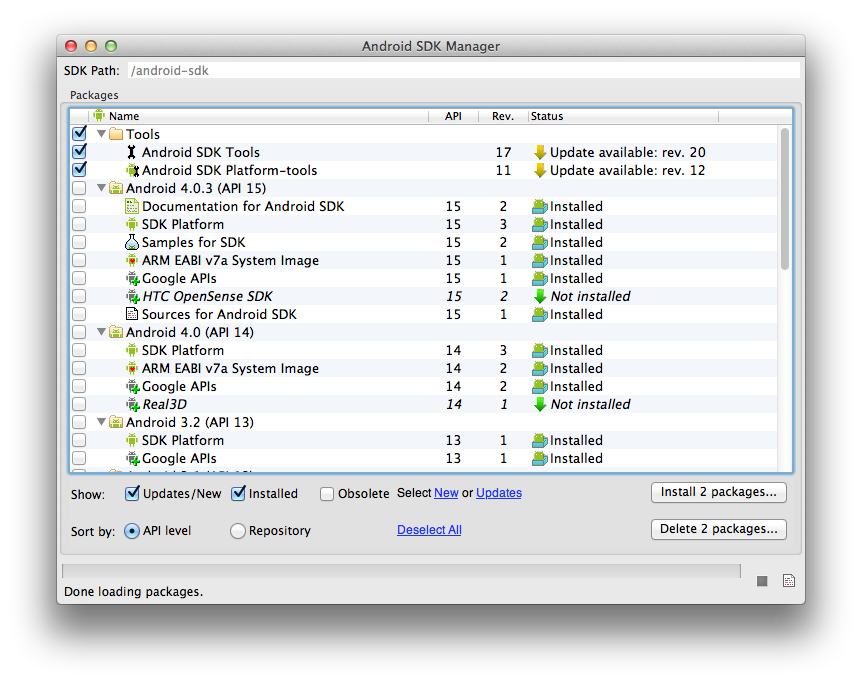 Android SDK Manager
SDK Path: /android-sdk
Packages
Name API Rev. Status
Tools
Android SDK Tools 17 Update available: rev. 20
Android SDK Platform-tools 11 Update available: rev. 12
Android 4.0.3 (API 15)
Documentation for Android SDK 15 2 Installed
SDK Platform 15 3 Installed
Samples for SDK 15 2 Installed
ARM EABI v7a System Image 15 1 Installed
Google APIs 15 1 Installed
HTC OpenSense SDK 15 2 Not installed
Sources for Android SDK 15 1 Installed
Android 4.0 (API 14)
SDK Platform 14 3 Installed
ARM EABI v7a System Image 14 2 Installed
Google APIs 14 2 Installed
Real3D 14 1 Not installed
Android 3.2 (API 13)
SDK Platform 13 1 Installed
Google APIs 13 1 Installed
Show: Updates/New Installed Obsolete Select New or Updates Install 2 packages...
Sort by: API level Repository Deselect All Delete 2 packages...
Done loading packages.